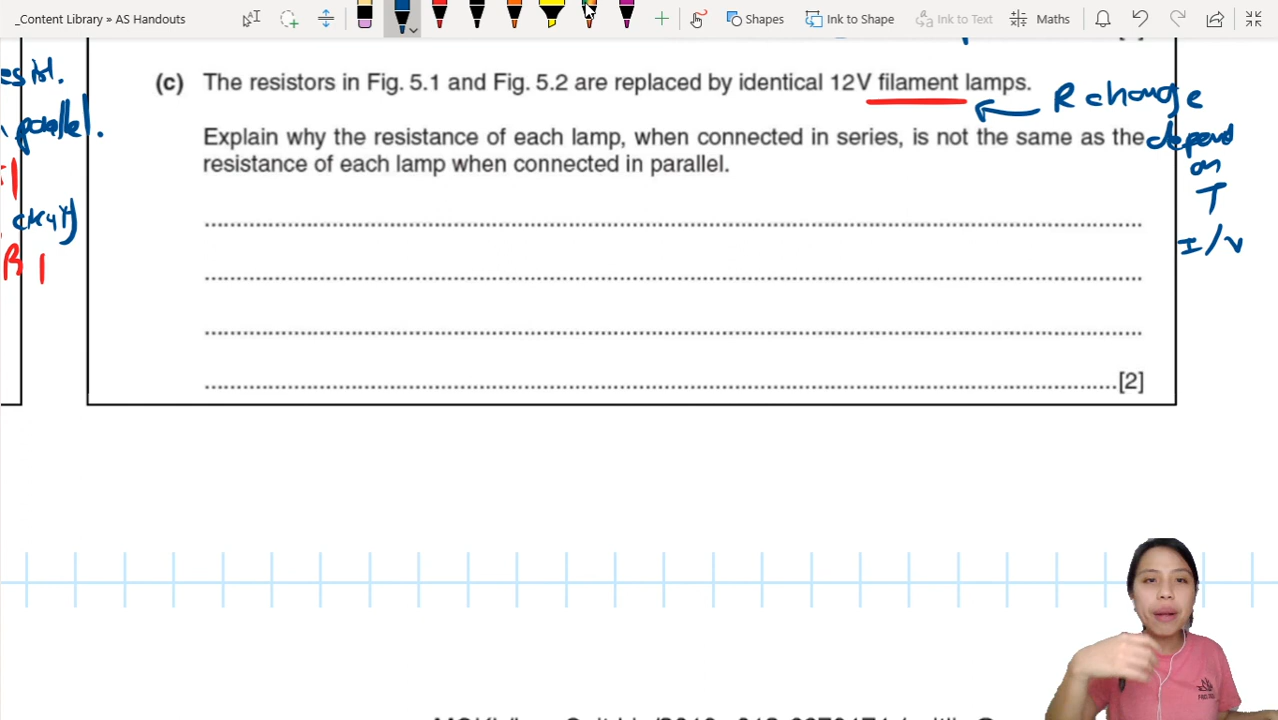 _Content Library » AS Handouts
Shapes
Ink to Shape
Ink to Text
Maths
esist.
parallel.
(c) The resistors in Fig. 5.1 and Fig. 5.2 are replaced by identical 12V filament lamps.
R change
depend
on
T
I/V
Explain why the resistance of each lamp, when connected in series, is not the same as the
resistance of each lamp when connected in parallel.
R
[2]